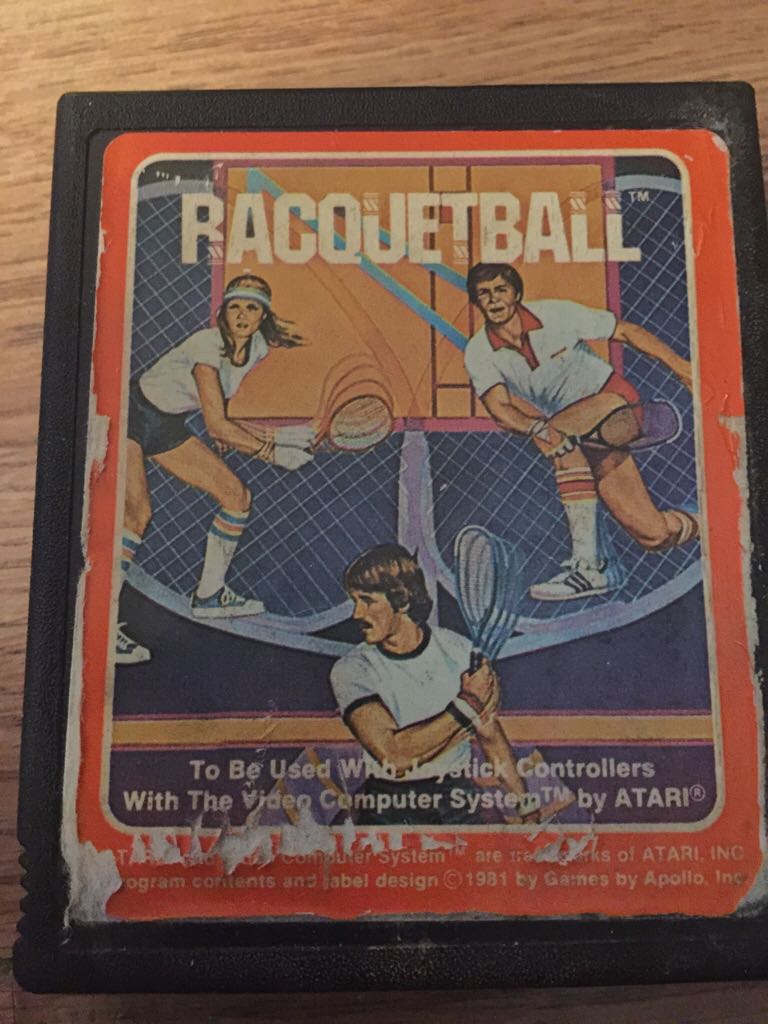 RACQUETBALL™
To Be Used With Joystick Controllers
With The Video Computer System™ by ATARI®
Computer System™ are trademarks of ATARI, INC
ogram contents and label design ©1981 by Games by Apollo, Inc